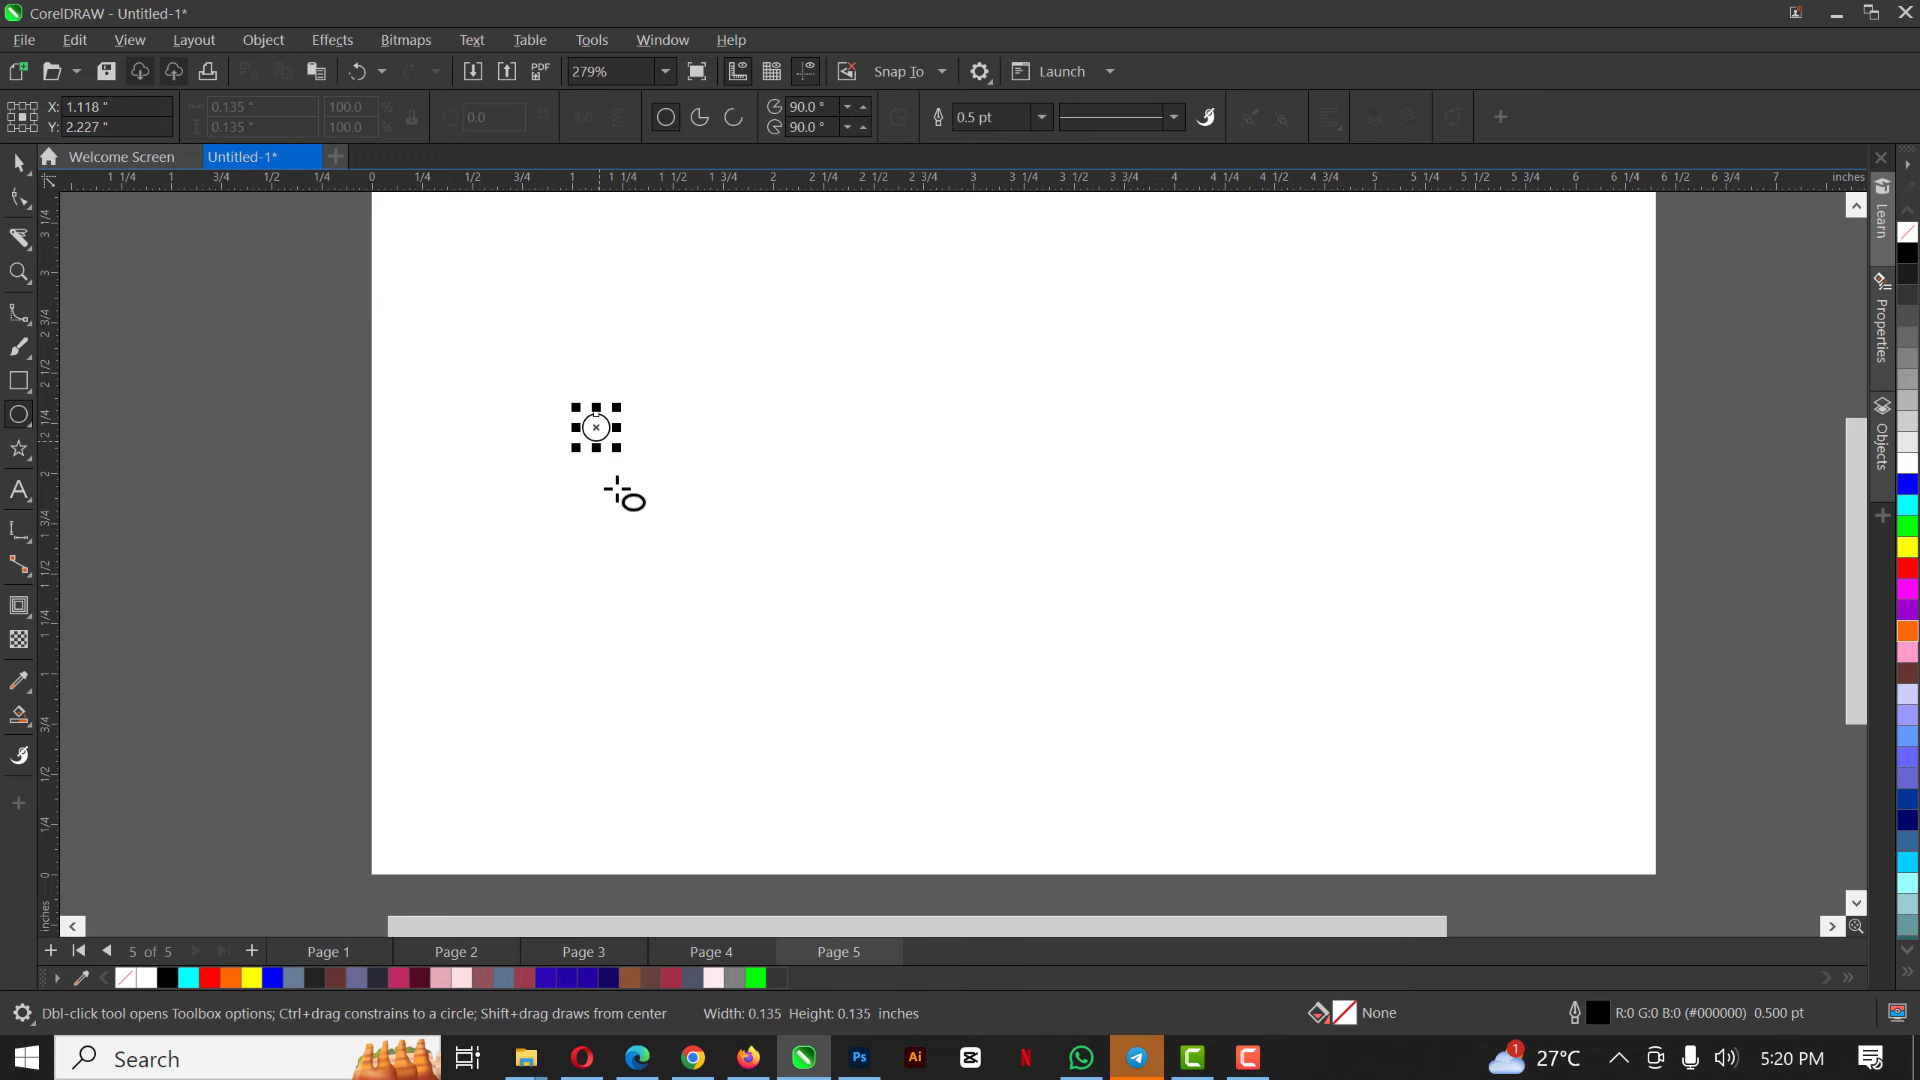 CorelDRAW - Untitled-1*
File Edit View Layout Object Effects Bitmaps Text Table Tools Window Help
PDF 279% Snap To Launch
X: 1.118 " 0.135 " 100.0 % 0.0 ° 90.0 ° 0.5 pt
Y: 2.227 " 0.135 " 100.0 % 90.0 °
Welcome Screen Untitled-1*
1 1/4 1 3/4 1/2 1/4 0 1/4 1/2 3/4 1 1 1/4 1 1/2 1 3/4 2 2 1/4 2 1/2 2 3/4 3 3 1/4 3 1/2 3 3/4 4 4 1/4 4 1/2 4 3/4 5 5 1/4 5 1/2 5 3/4 6 6 1/4 6 1/2 6 3/4 7 inches
3 1/4
3
2 3/4
2 1/2
2 1/4
2
1 3/4
1 1/2
1 1/4
1
3/4
1/2
1/4
0
inches
Learn
Properties
Objects
5 of 5 Page 1 Page 2 Page 3 Page 4 Page 5
Dbl-click tool opens Toolbox options; Ctrl+drag constrains to a circle; Shift+drag draws from center Width: 0.135 Height: 0.135 inches None R:0 G:0 B:0 (#000000) 0.500 pt
Search Ps Ai N C C 1 27°C 5:20 PM